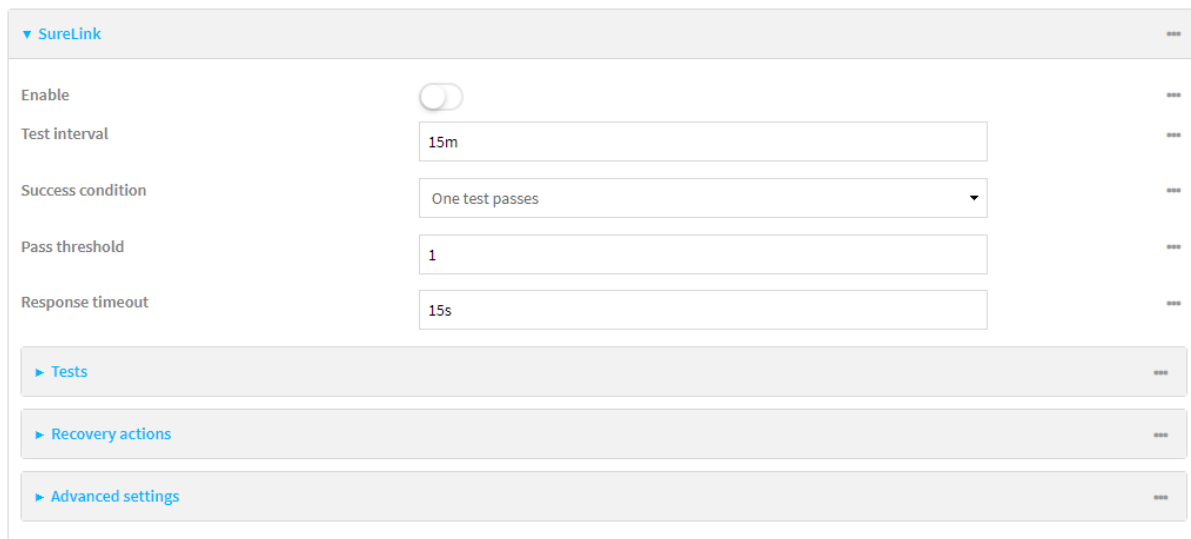 SureLink
Enable
Test interval
15m
Success condition
One test passes
Pass threshold
1
Response timeout
15s
Tests
Recovery actions
Advanced settings